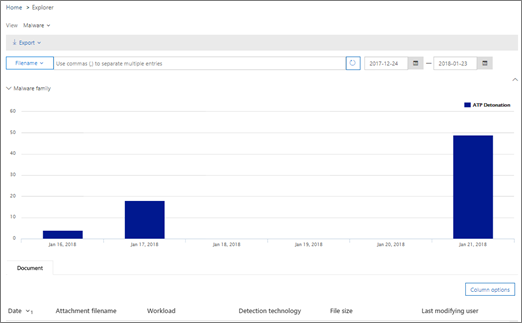 Home > Explorer
View Malware
Export
Filename Use commas (,) to separate multiple entries 2017-12-24 — 2018-01-23
Malware family
ATP Detonation
60
50
40
30
20
10
0
Jan 16, 2018 Jan 17, 2018 Jan 18, 2018 Jan 19, 2018 Jan 20, 2018 Jan 21, 2018
Document
Column options
Date Attachment filename Workload Detection technology File size Last modifying user